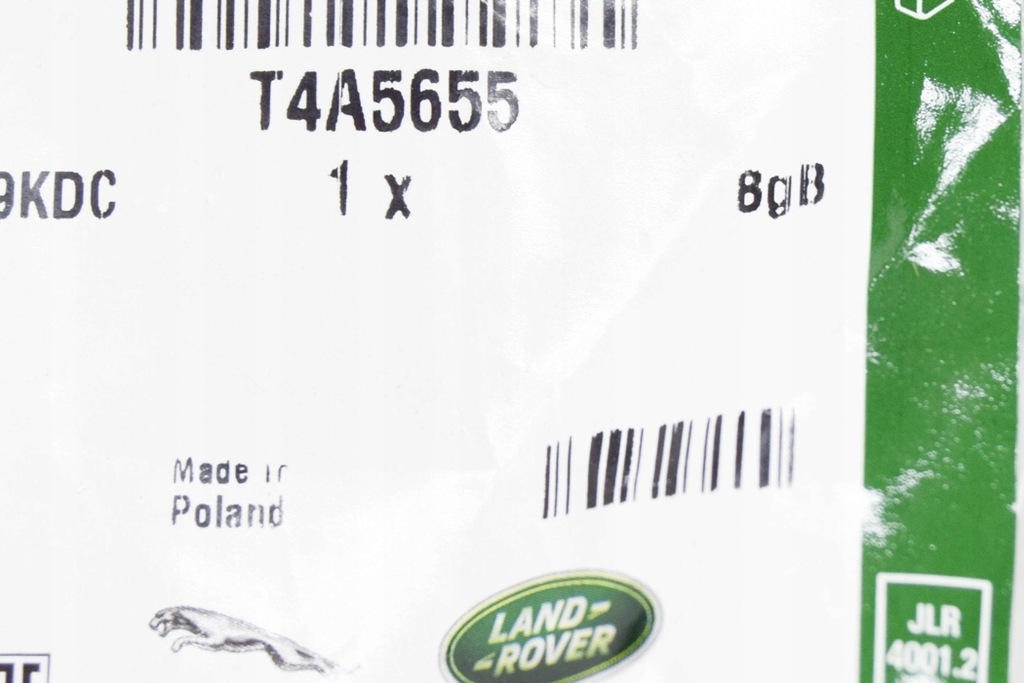 T4A5655
9KDC 1 x 8gB
Made in
Poland
LAND-
-ROVER
JLR
4001.2